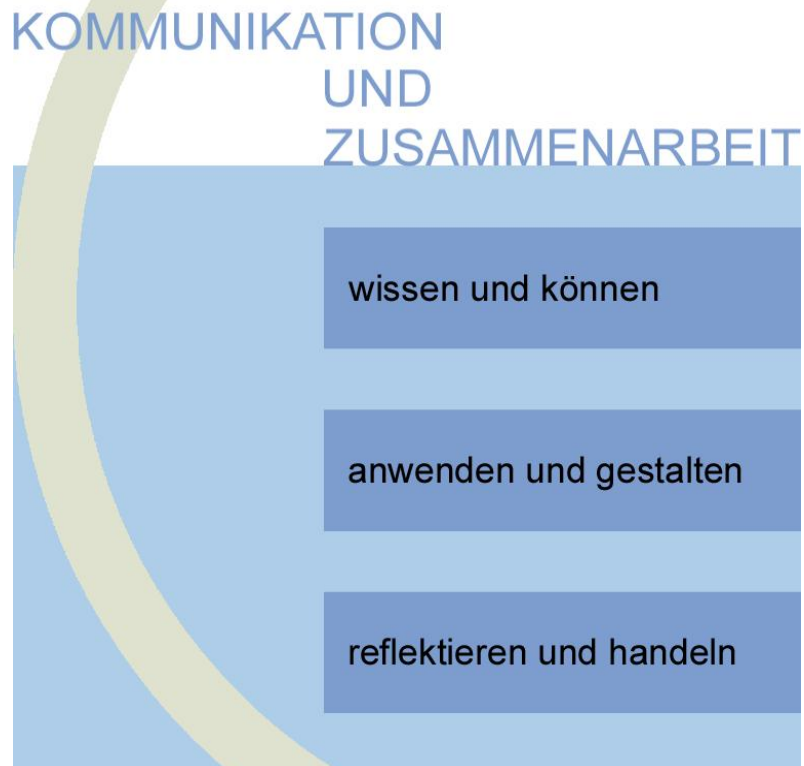 KOMMUNIKATION
UND
ZUSAMMENARBEIT
wissen und können
anwenden und gestalten
reflektieren und handeln